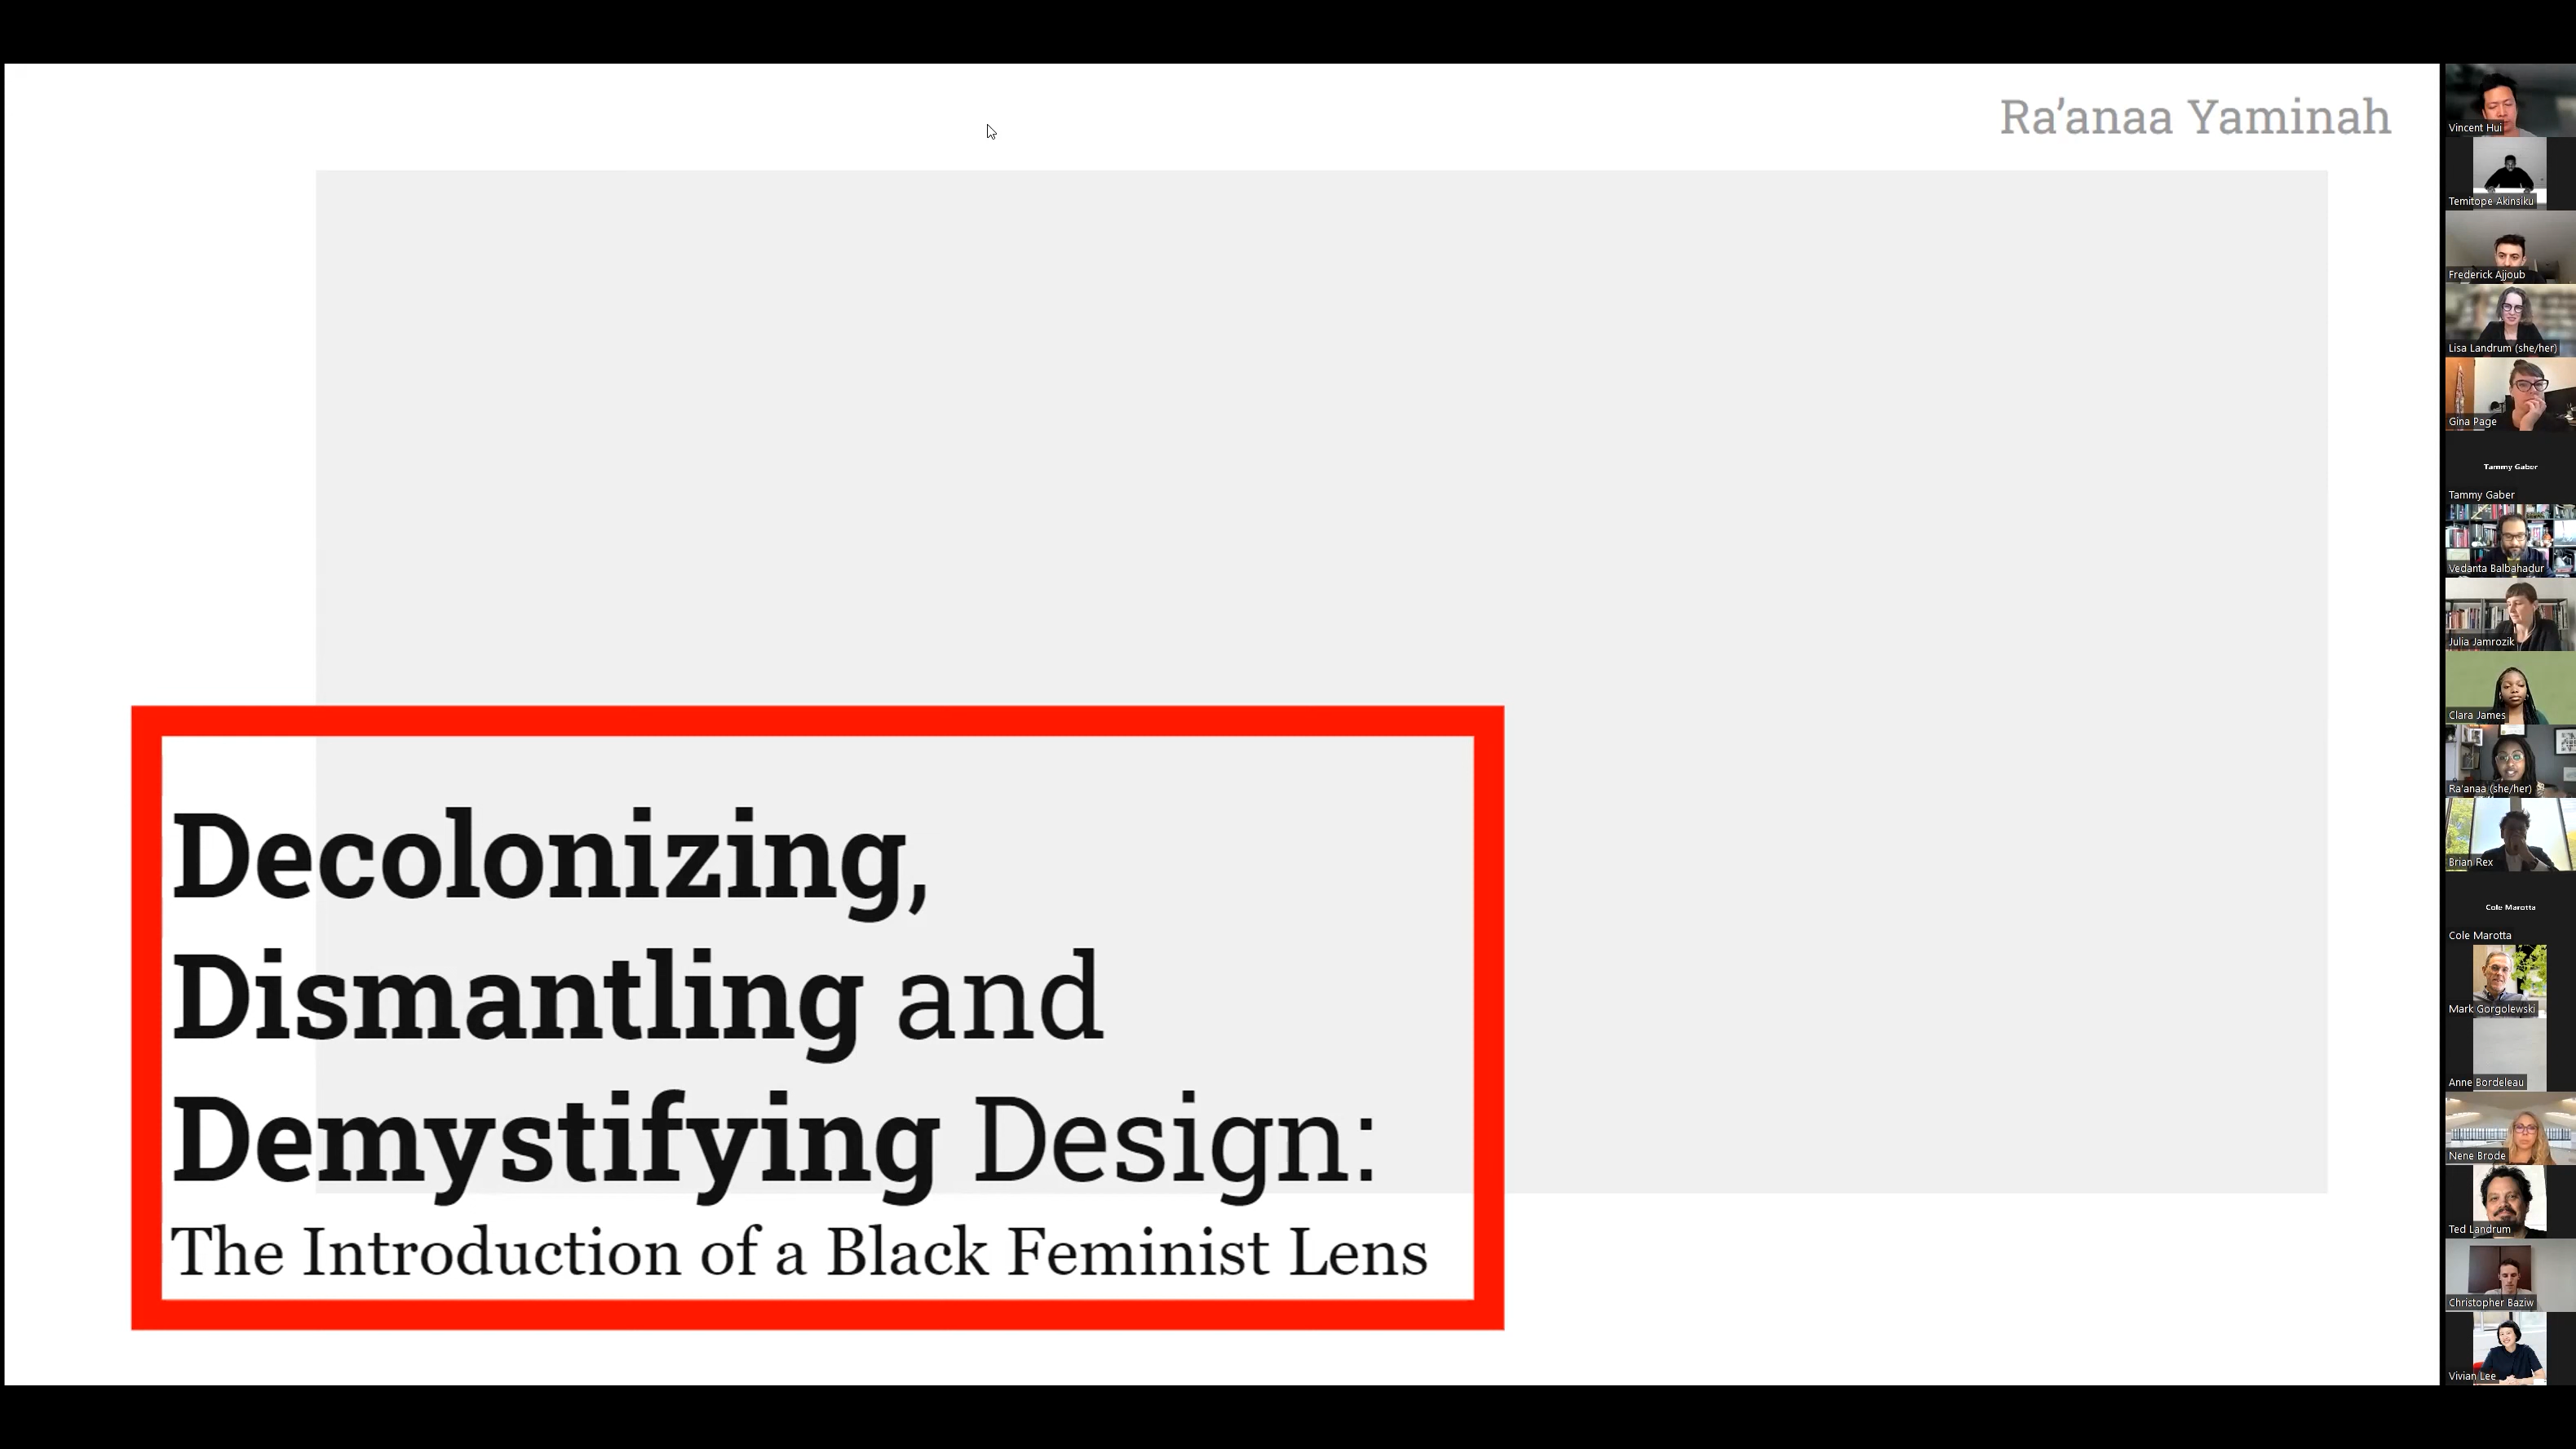 Ra’anaa Yaminah
Decolonizing,
Dismantling and
Demystifying Design:
The Introduction of a Black Feminist Lens
Vincent Hui
Temitope Akinsiku
Frederick Ajjoub
Lisa Landrum (she/her)
Gina Page
Tammy Gaber
Tammy Gaber
Vedanta Balbahadur
Julia Jamrozik
Clara James
Ra'anaa (she/her)
Brian Rex
Cole Marotta
Cole Marotta
Mark Gorgolewski
Anne Bordeleau
Nene Brode
Ted Landrum
Christopher Baziw
Vivian Lee